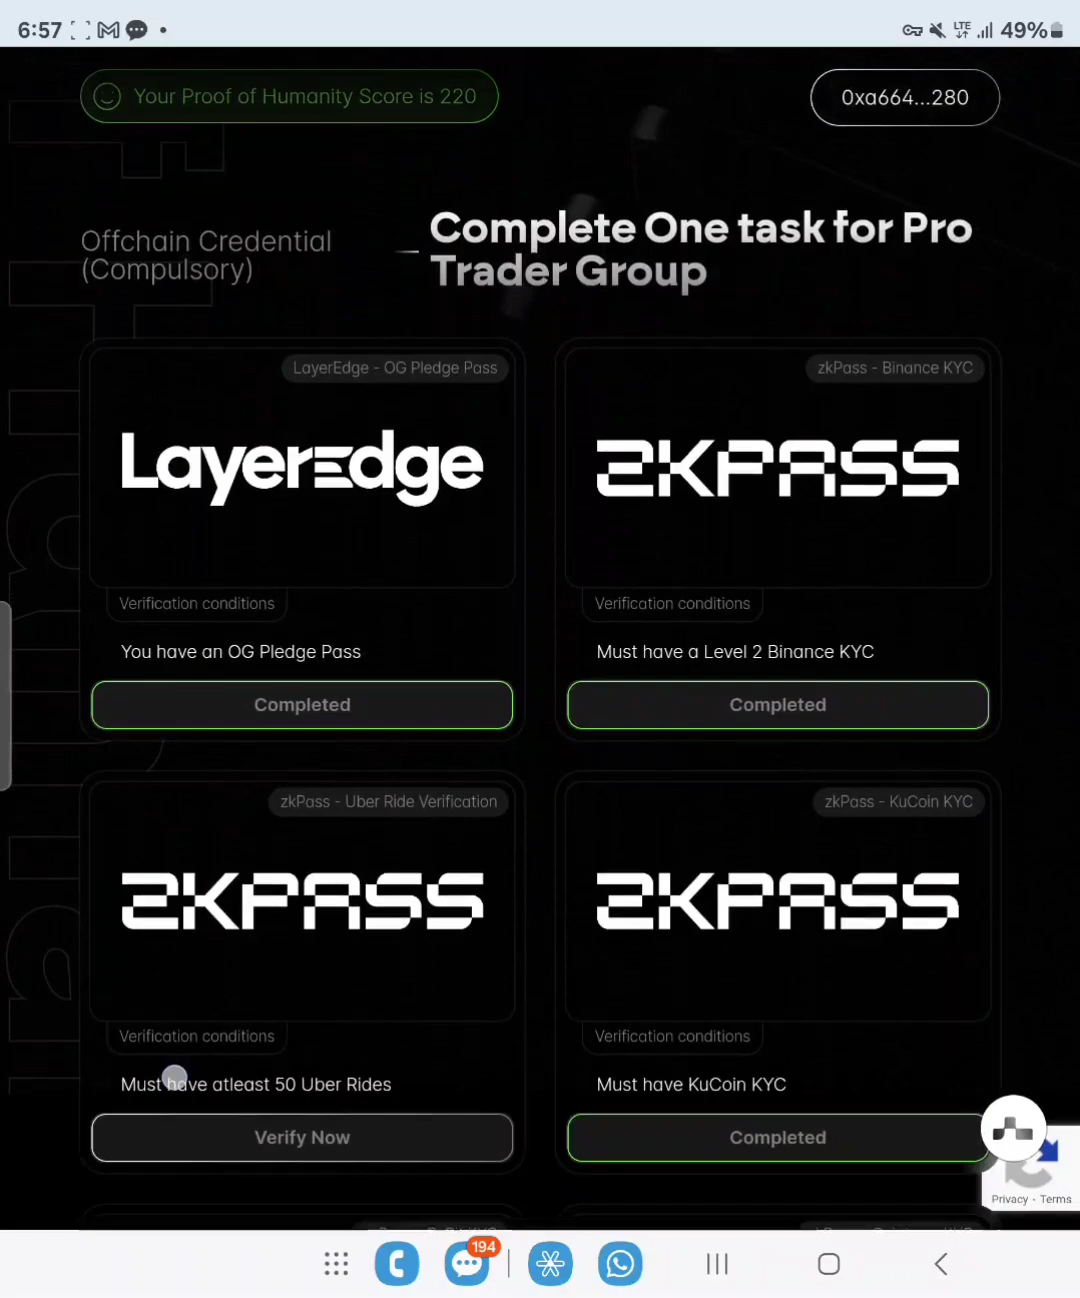 6:57
LTE
49%
Your Proof of Humanity Score is 220
0xa664...280
Offchain Credential
(Compulsory)
Complete One task for Pro
Trader Group
LayerEdge - OG Pledge Pass
LayerEdge
Verification conditions
You have an OG Pledge Pass
Completed
zkPass - Binance KYC
ZKPASS
Verification conditions
Must have a Level 2 Binance KYC
Completed
zkPass - Uber Ride Verification
ZKPASS
Verification conditions
Must have atleast 50 Uber Rides
Verify Now
zkPass - KuCoin KYC
ZKPASS
Verification conditions
Must have KuCoin KYC
Completed
Privacy - Terms
194